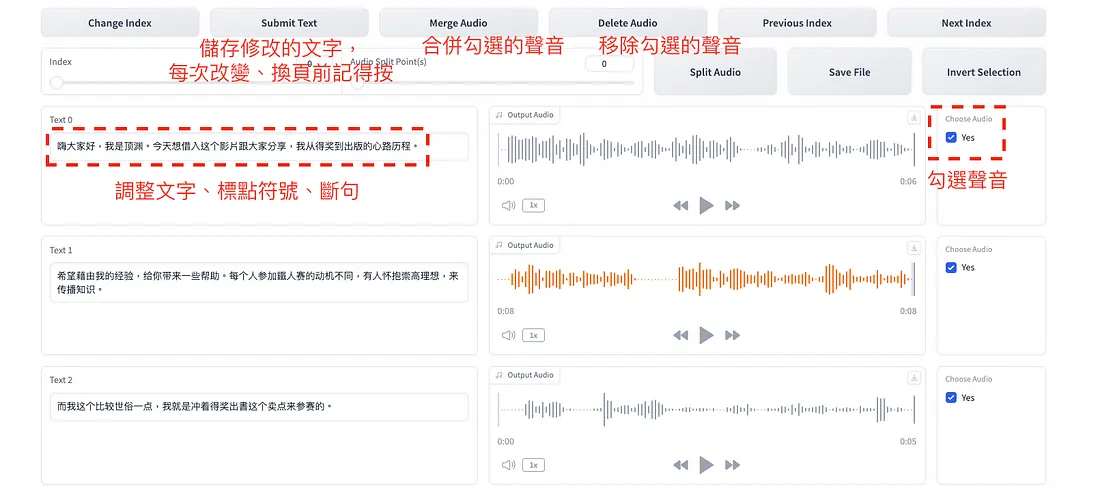 Change Index
Submit Text
Merge Audio
Delete Audio
Previous Index
Next Index
儲存修改的文字，
每次改變、換頁前記得按
合併勾選的聲音
移除勾選的聲音
Index
0
Audio Split Point(s)
0
Split Audio
Save File
Invert Selection
Text 0
嗨大家好，我是顶渊。今天想借入这个影片跟大家分享，我从得奖到出版的心路历程。
調整文字、標點符號、斷句
Output Audio
0:00
0:06
1x
Choose Audio
Yes
勾選聲音
Text 1
希望藉由我的经验，给你带来一些帮助。每个人参加鐵人赛的动机不同，有人怀抱崇高理想，来
传播知识。
Output Audio
0:08
0:08
1x
Choose Audio
Yes
Text 2
而我这个比较世俗一点，我就是冲着得奖出書这个卖点来参赛的。
Output Audio
0:00
0:05
1x
Choose Audio
Yes